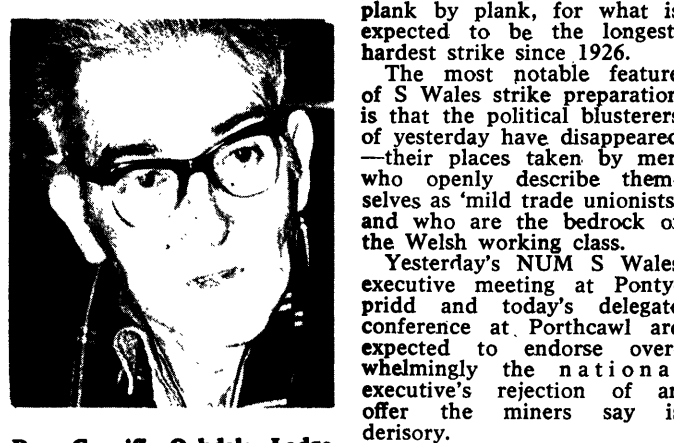 plank by plank, for what is
expected to be the longest
hardest strike since 1926.
The most notable feature
of S Wales strike preparation
is that the political blusterers
of yesterday have disappeared
—their places taken by men
who openly describe them-
selves as 'mild trade unionists'
and who are the bedrock of
the Welsh working class.
Yesterday's NUM S Wales
executive meeting at Ponty-
pridd and today's delegate
conference at Porthcawl are
expected to endorse over-
whelmingly the national
executive's rejection of an
offer the miners say is
derisory.